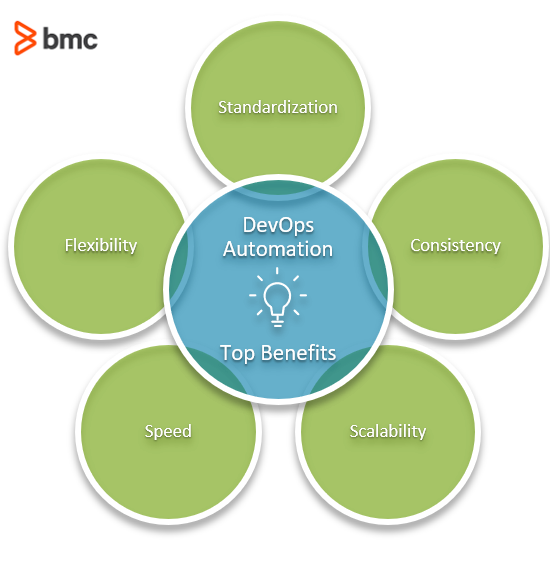 bmc
Standardization
DevOps
Automation
Top Benefits
Flexibility
Consistency
Speed
Scalability